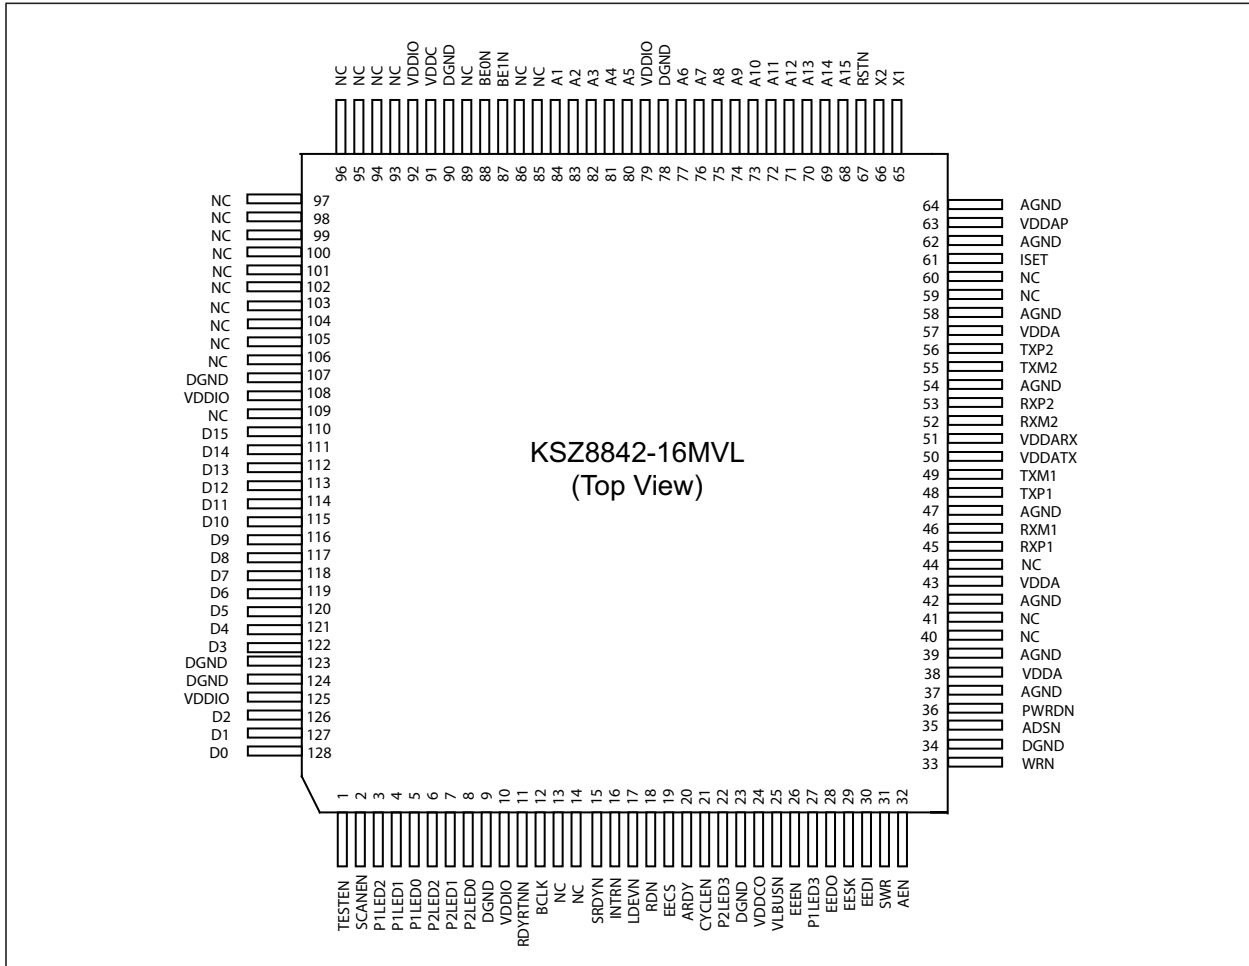 NC NC NC NC VDDIO VDDC DGND NC BE0N BE1N NC NC A1 A2 A3 A4 A5 VDDIO DGND A6 A7 A8 A9 A10 A11 A12 A13 A14 A15 RSTN X2 X1
96 95 94 93 92 91 90 89 88 87 86 85 84 83 82 81 80 79 78 77 76 75 74 73 72 71 70 69 68 67 66 65
NC 97
NC 98
NC 99
NC 100
NC 101
NC 102
NC 103
NC 104
NC 105
NC 106
DGND 107
VDDIO 108
NC 109
D15 110
D14 111
D13 112
D12 113
D11 114
D10 115
D9 116
D8 117
D7 118
D6 119
D5 120
D4 121
D3 122
DGND 123
DGND 124
VDDIO 125
D2 126
D1 127
D0 128
KSZ8842-16MVL
(Top View)
64 AGND
63 VDDAP
62 AGND
61 ISET
60 NC
59 NC
58 AGND
57 VDDA
56 TXP2
55 TXM2
54 AGND
53 RXP2
52 RXM2
51 VDDARX
50 VDDATX
49 TXM1
48 TXP1
47 AGND
46 RXM1
45 RXP1
44 NC
43 VDDA
42 AGND
41 NC
40 NC
39 AGND
38 VDDA
37 AGND
36 PWRDN
35 ADSN
34 DGND
33 WRN
1 2 3 4 5 6 7 8 9 10 11 12 13 14 15 16 17 18 19 20 21 22 23 24 25 26 27 28 29 30 31 32
TESTEN SCANEN P1LED2 P1LED1 P1LED0 P2LED2 P2LED1 P2LED0 DGND VDDIO RDYRTNN BCLK NC NC SRDYN INTRN LDEVN RDN EECS ARDY CYCLEN P2LED3 DGND VDDCO VLBUSN EEEN P1LED3 EEDO EESK EEDI SWR AEN